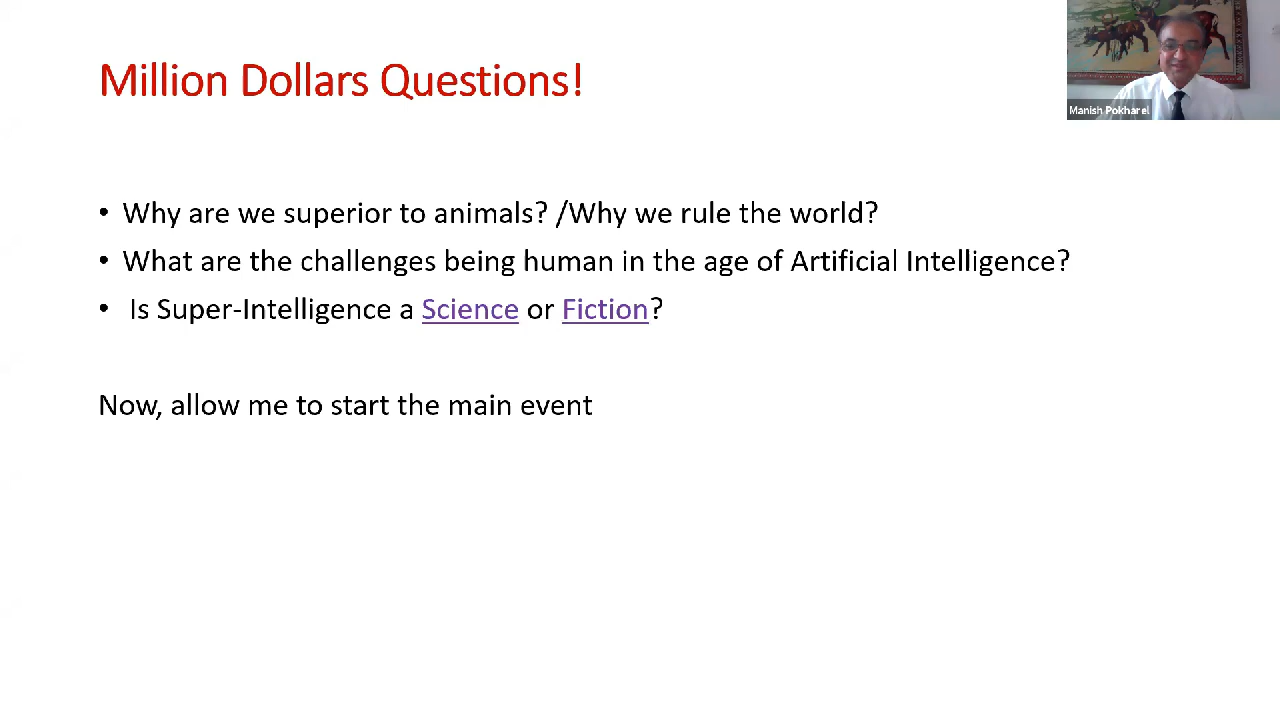 Million Dollars Questions!
Manish Pokharel
• Why are we superior to animals? /Why we rule the world?
• What are the challenges being human in the age of Artificial Intelligence?
• Is Super-Intelligence a Science or Fiction?
Now, allow me to start the main event